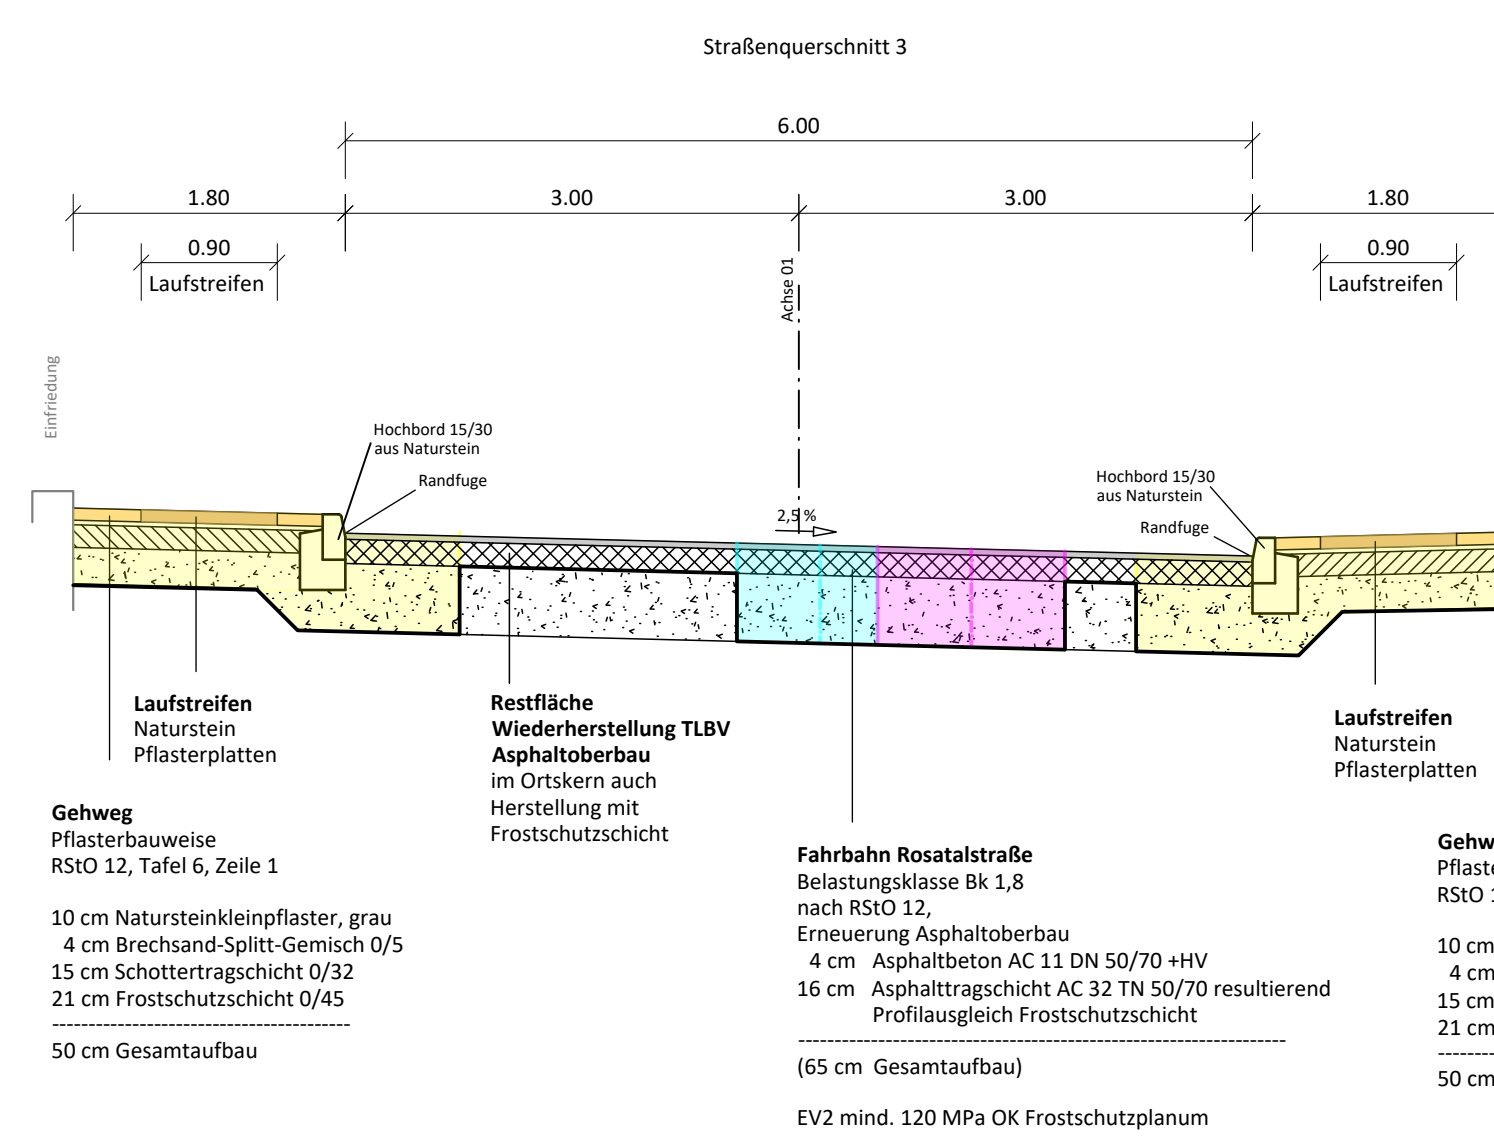 Straßenquerschnitt 3
6.00
1.80
3.00
3.00
1.80
0.90
Laufstreifen
0.90
Laufstreifen
Achse 01
Einfriedung
Hochbord 15/30
aus Naturstein
Randfuge
Hochbord 15/30
aus Naturstein
Randfuge
2,5 %
Laufstreifen
Naturstein
Pflasterplatten
Restfläche
Wiederherstellung TLBV
Asphaltoberbau
im Ortskern auch
Herstellung mit
Frostschutzschicht
Laufstreifen
Naturstein
Pflasterplatten
Gehweg
Pflasterbauweise
RStO 12, Tafel 6, Zeile 1
10 cm Natursteinkleinpflaster, grau
4 cm Brechsand-Splitt-Gemisch 0/5
15 cm Schottertragschicht 0/32
21 cm Frostschutzschicht 0/45
-----------------------------------------
50 cm Gesamtaufbau
Fahrbahn Rosatalstraße
Belastungsklasse Bk 1,8
nach RStO 12,
Erneuerung Asphaltoberbau
4 cm Asphaltbeton AC 11 DN 50/70 +HV
16 cm Asphalttragschicht AC 32 TN 50/70 resultierend
Profilausgleich Frostschutzschicht
-------------------------------------------------------------------
(65 cm Gesamtaufbau)
EV2 mind. 120 MPa OK Frostschutzplanum
Gehw
Pflaste
RStO 1
10 cm
4 cm
15 cm
21 cm
--------
50 cm